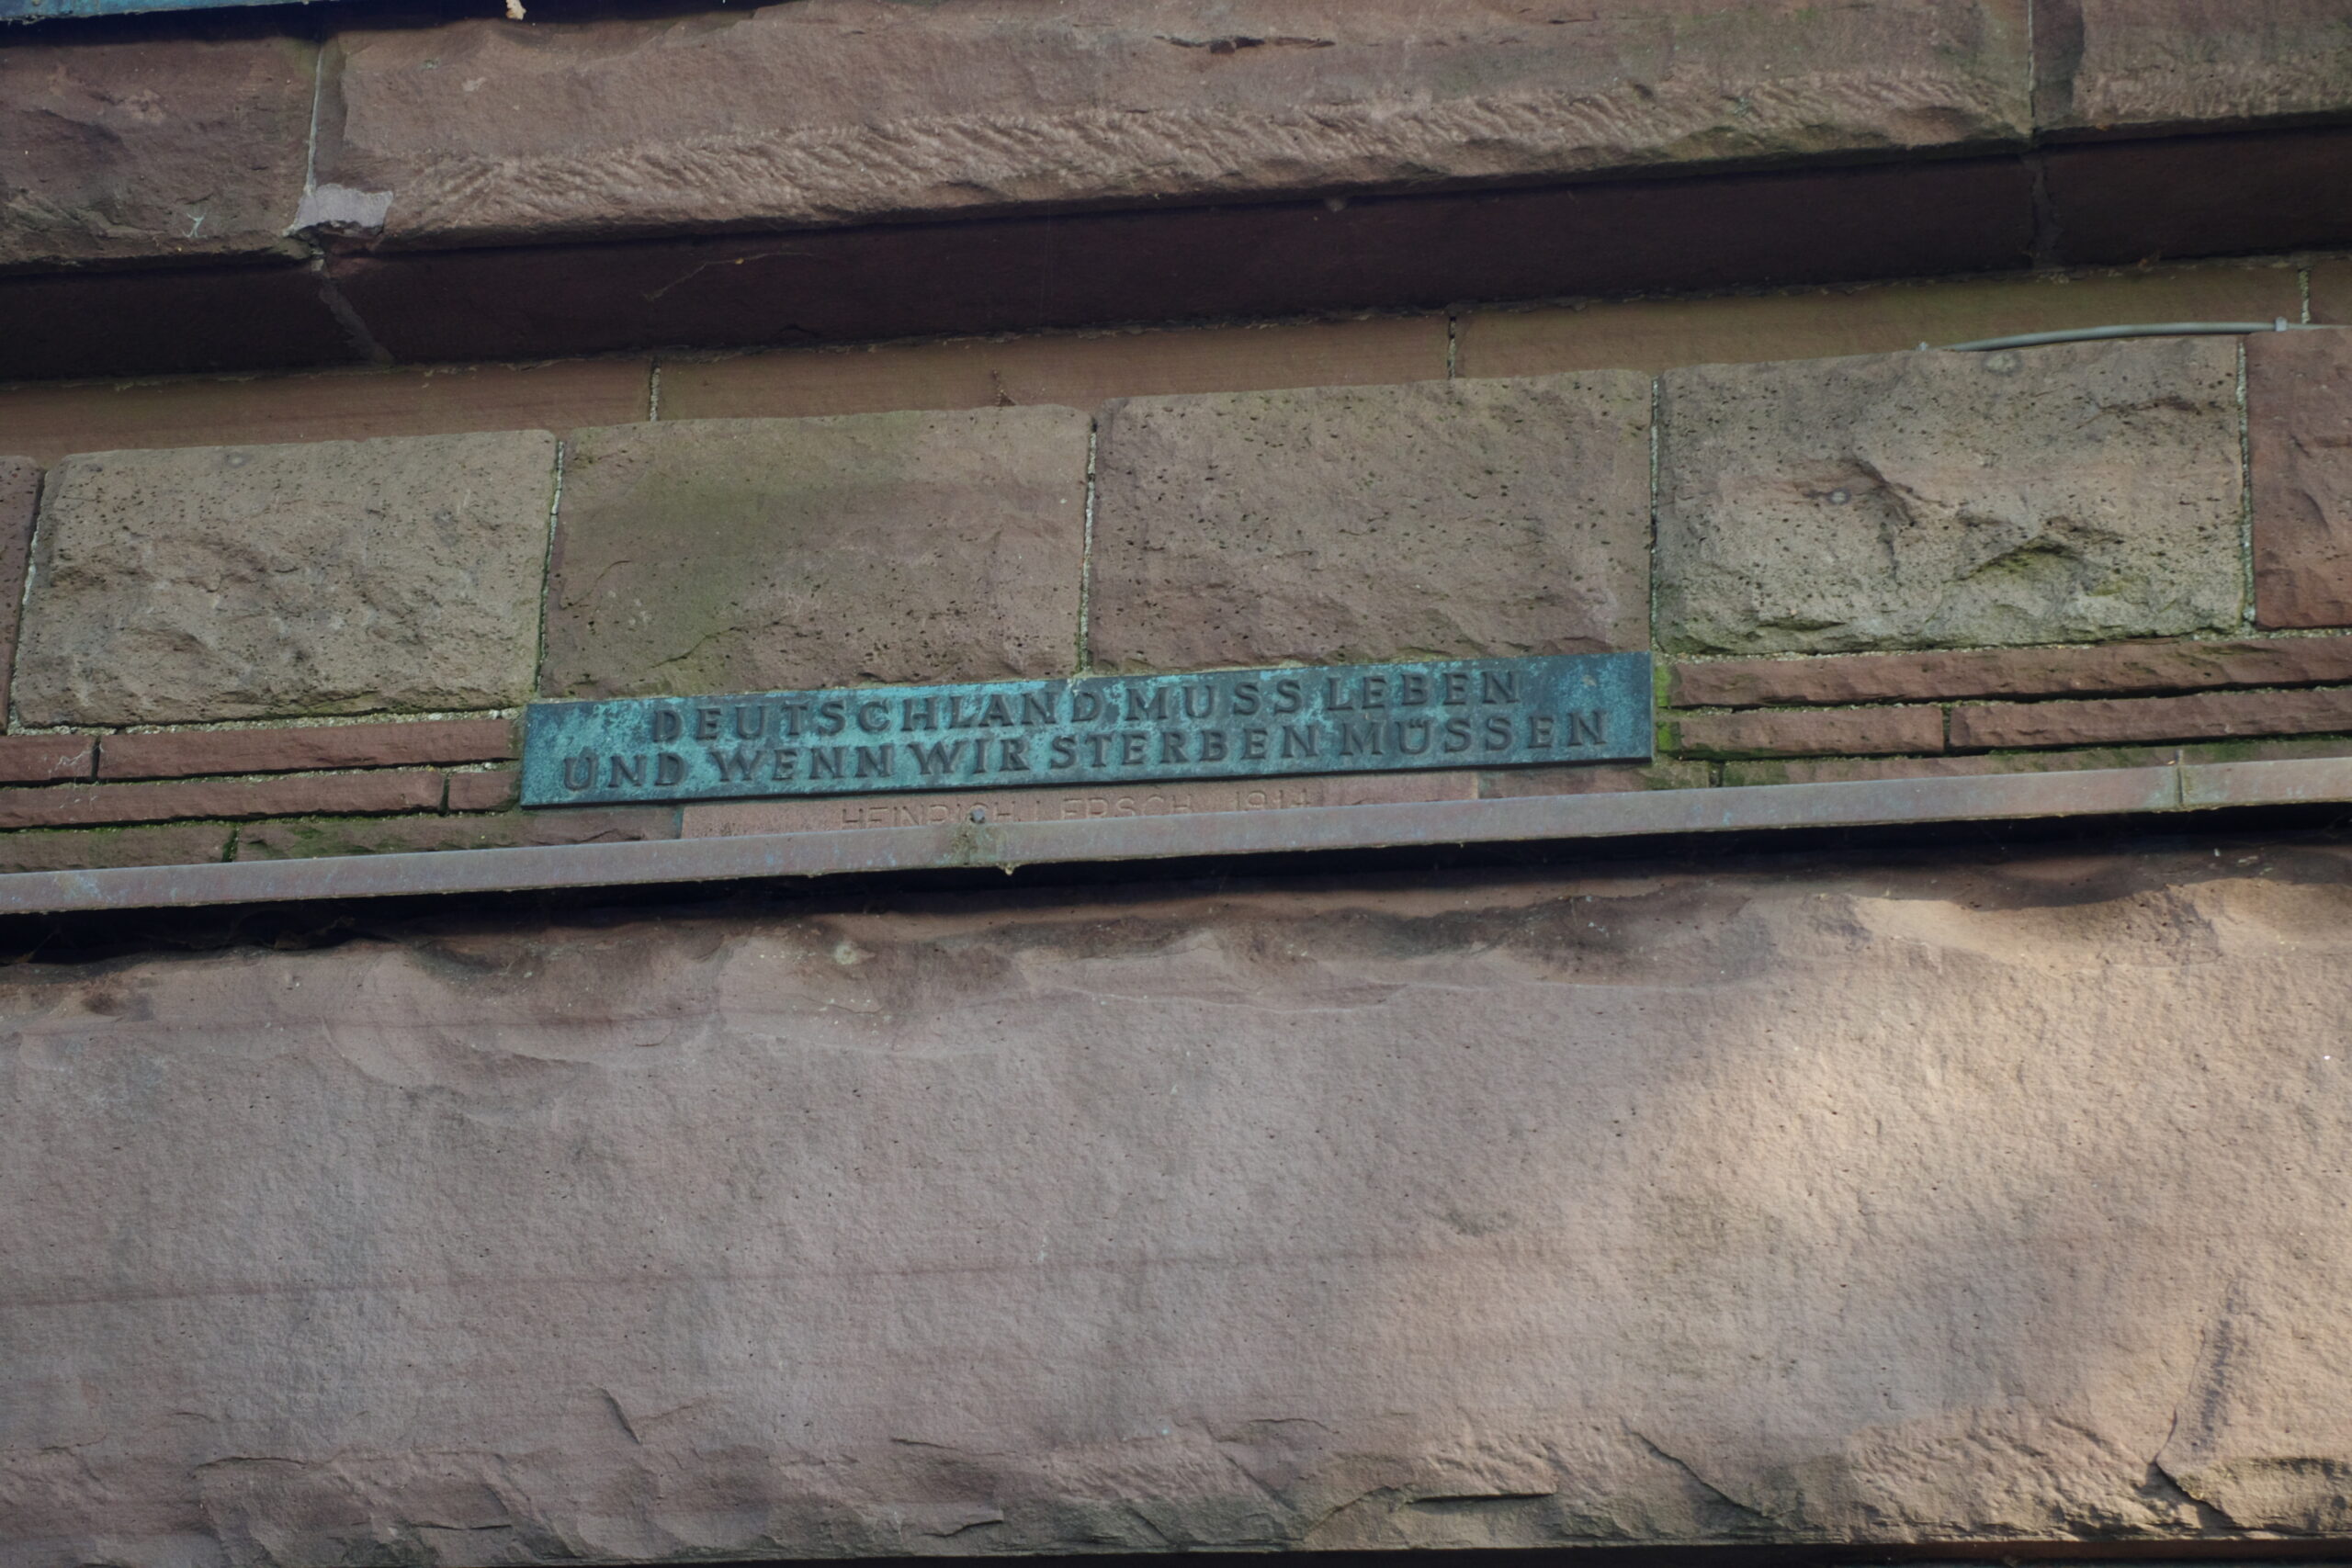 DEUTSCHLAND MUSS LEBEN
UND WENN WIR STERBEN MÜSSEN
HEINRICH LERSCH 1914